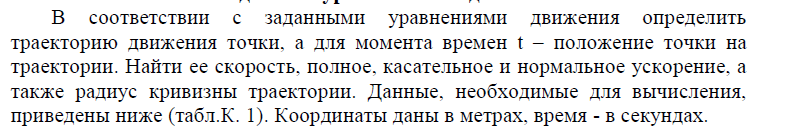 В соответствии с заданными уравнениями движения определить
траекторию движения точки, а для момента времен t – положение точки на
траектории. Найти ее скорость, полное, касательное и нормальное ускорение, а
также радиус кривизны траектории. Данные, необходимые для вычисления,
приведены ниже (табл.К. 1). Координаты даны в метрах, время - в секундах.